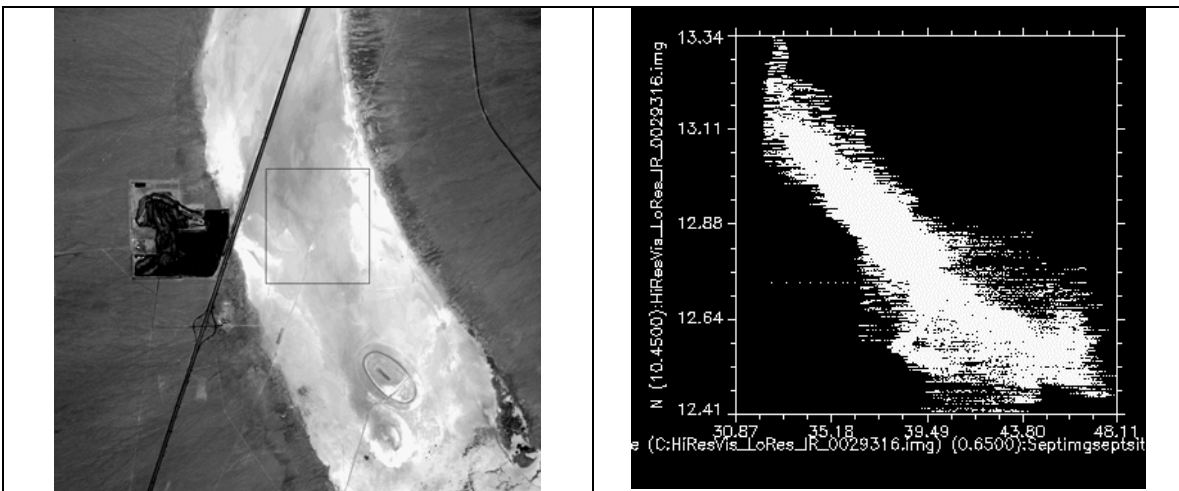 13.34
13.11
12.88
12.64
12.41
N (10.4500):HiResVis_LoRes_IR_0029316.img
30.87 35.18 39.49 43.80 48.11
e (C:HiResVis_LoRes_IR_0029316.img) (0.6500):Septimgseptsit